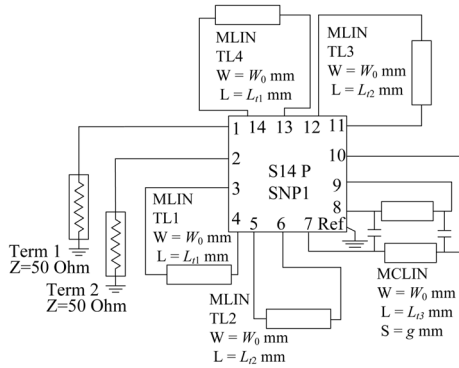 MLIN
TL4
W = W₀ mm
L = Lₜ₁ mm
MLIN
TL3
W = W₀ mm
L = Lₜ₂ mm
14 13 12 11
1
2
3
4
5 6 7
8
9
10
S14 P
SNP1
Ref
MLIN
TL1
W = W₀ mm
L = Lₜ₁ mm
Term 1
Z=50 Ohm
Term 2
Z=50 Ohm
MLIN
TL2
W = W₀ mm
L = Lₜ₂ mm
MCLIN
W = W₀ mm
L = Lₜ₃ mm
S = g mm